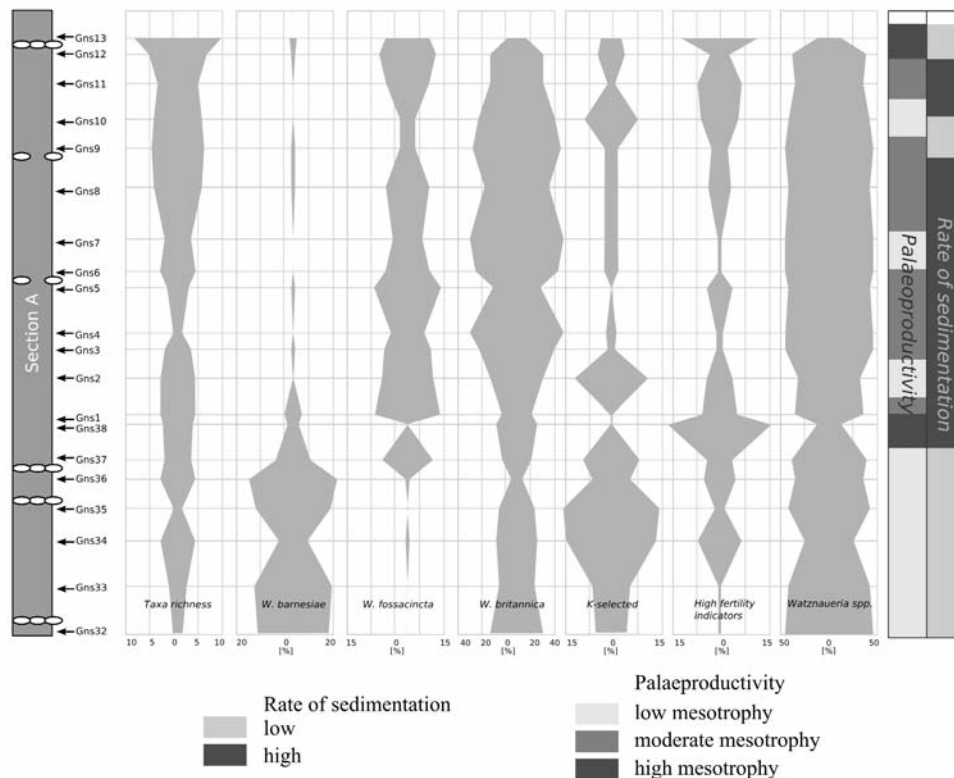 Gns13
Gns12
Gns11
Gns10
Gns9
Gns8
Gns7
Gns6
Gns5
Gns4
Gns3
Gns2
Gns1
Gns38
Gns37
Gns36
Gns35
Gns34
Gns33
Gns32
Section A
Taxa richness
W. barnesiae
W. fossacincta
W. britannica
K-selected
High fertility
indicators
Watznaueria spp.
Palaeoproductivity
Rate of sedimentation
10 5 0 5 10
20 0 20
[%]
15 0 15
[%]
40 20 0 20 40
[%]
15 0 15
[%]
15 0 15
[%]
50 0 50
[%]
Rate of sedimentation
low
high
Palaeproductivity
low mesotrophy
moderate mesotrophy
high mesotrophy